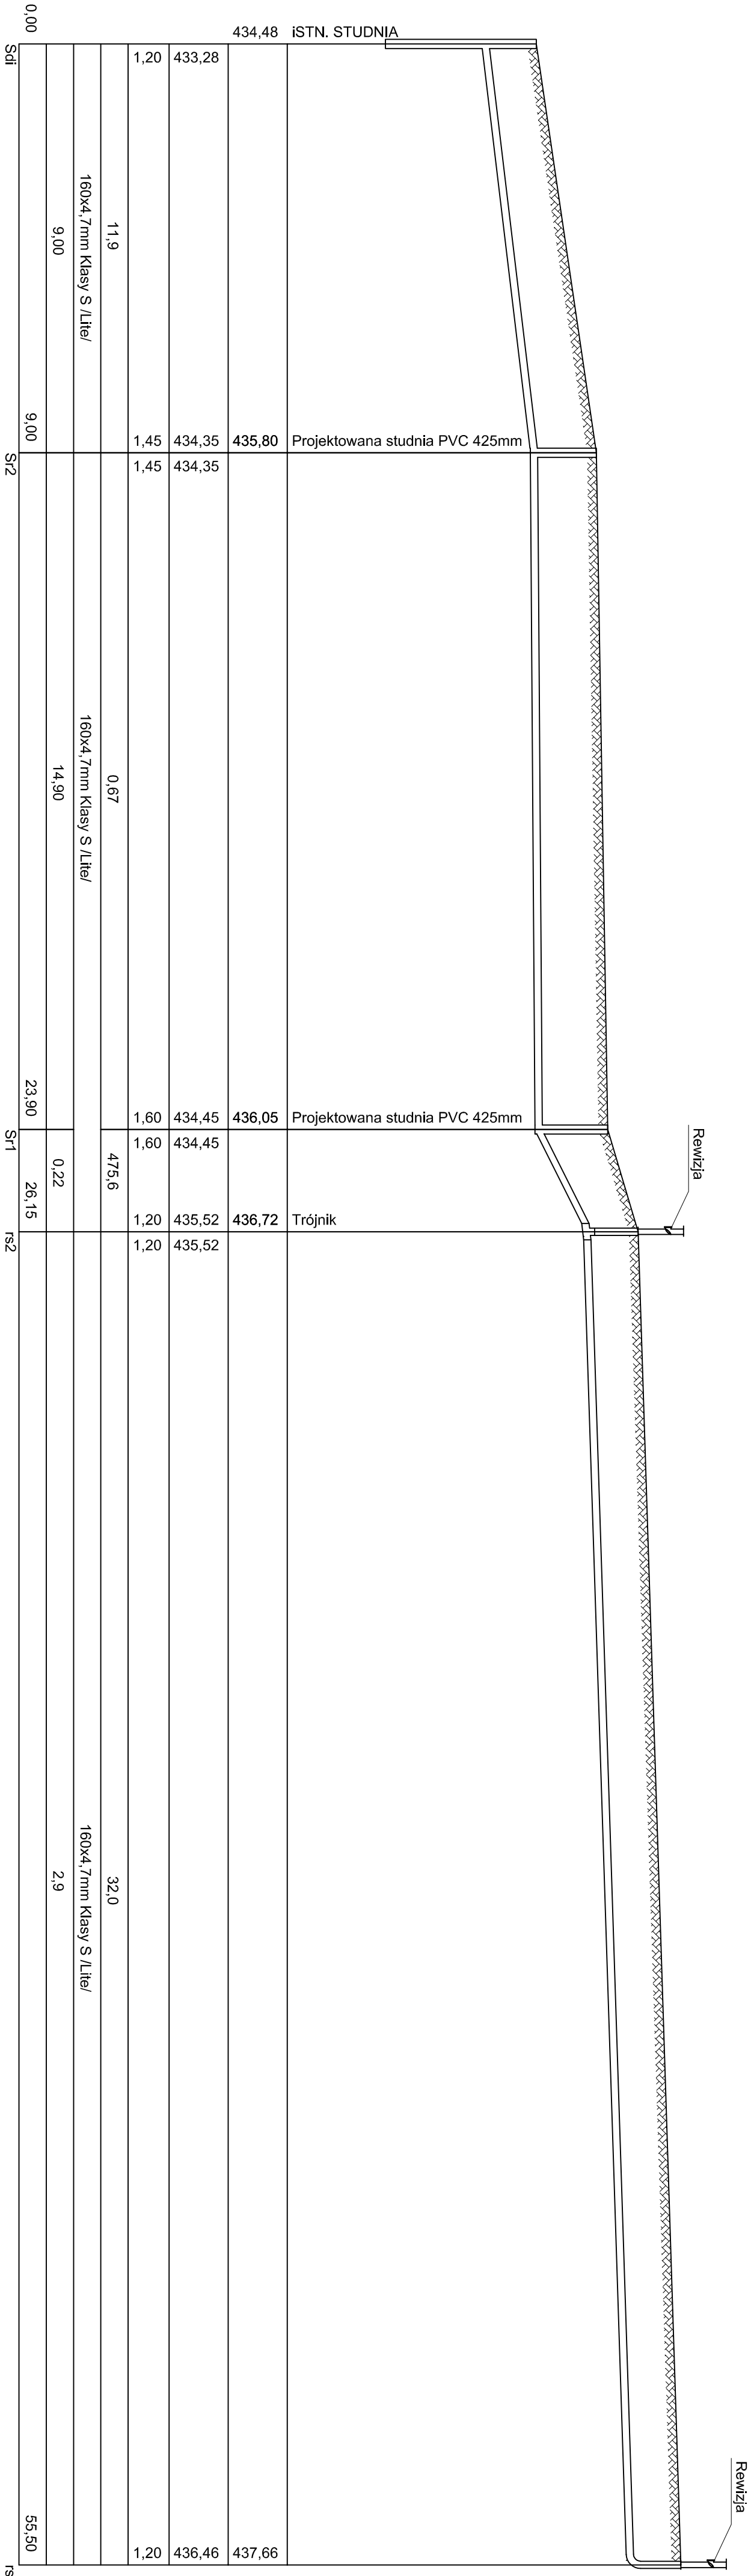 0,00
434,48
iSTN. STUDNIA
Sdi
1,20
433,28
160x4,7mm Klasy S /Lite/
9,00
11,9
9,00
1,45
434,35
435,80
Projektowana studnia PVC 425mm
Sr2
1,45
434,35
160x4,7mm Klasy S /Lite/
14,90
0,67
23,90
1,60
434,45
436,05
Projektowana studnia PVC 425mm
Sr1
1,60
434,45
Rewizja
0,22
475,6
26,15
1,20
435,52
436,72
Trójnik
rs2
1,20
435,52
160x4,7mm Klasy S /Lite/
2,9
32,0
Rewizja
55,50
1,20
436,46
437,66
rs